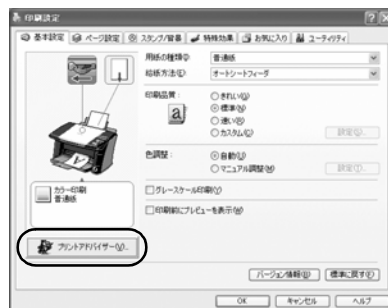 印刷設定
基本設定 ページ設定 スタンプ/背景 特殊効果 お気に入り ユーティリティ
用紙の種類(I): 普通紙
給紙方法(E): オートシートフィーダ
印刷品質: きれい(G)
標準(N)
速い(R)
カスタム(C) 設定(Q)...
色調整: 自動(U)
マニュアル調整(M) 設定(T)...
グレースケール印刷(Y)
印刷前にプレビューを表示(W)
カラー印刷
普通紙
プリントアドバイザー(V)...
バージョン情報(B) 標準に戻す(F)
OK キャンセル ヘルプ